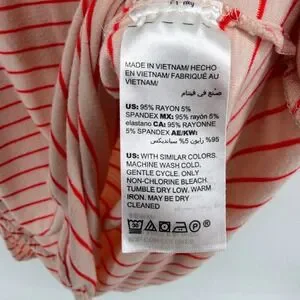 MADE IN VIETNAM/ HECHO
EN VIETNAM/ FABRIQUÉ AU
VIETNAM/
صنع في فيتنام
US: 95% RAYON 5%
SPANDEX MX: 95% rayón 5%
elastano CA: 95% RAYONNE
5% SPANDEX AE/KW:
95% رايون 5% سباندیکس
US: WITH SIMILAR COLORS.
MACHINE WASH COLD,
GENTLE CYCLE. ONLY
NON-CHLORINE BLEACH.
TUMBLE DRY LOW. WARM
IRON. MAY BE DRY
CLEANED
30